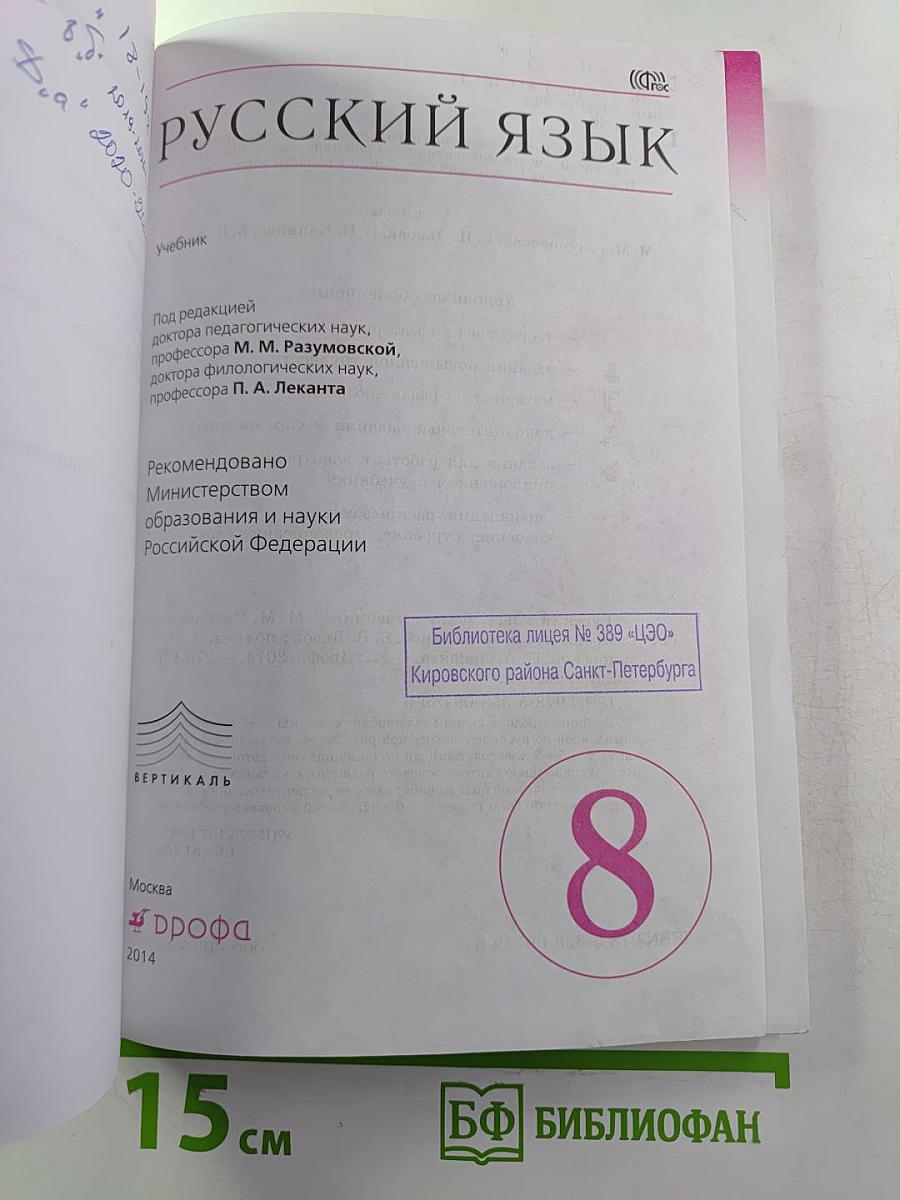 8 „б"
8 „а"
ФГОС
РУССКИЙ ЯЗЫК
учебник
Под редакцией
доктора педагогических наук,
профессора М. М. Разумовской,
доктора филологических наук,
профессора П. А. Леканта
Рекомендовано
Министерством
образования и науки
Российской Федерации
Библиотека лицея № 389 «ЦЭО»
Кировского района Санкт-Петербурга
ВЕРТИКАЛЬ
8
Москва
дрофа
2014
15 см
БФ БИБЛИОФАН